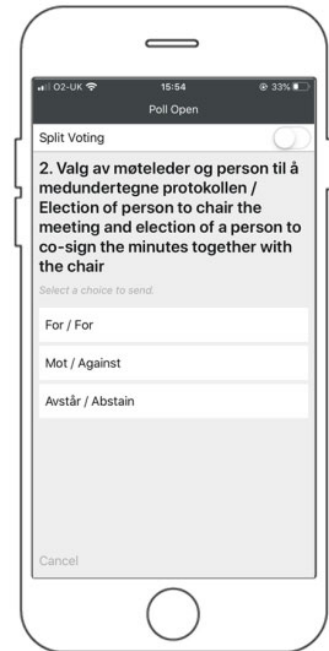 O2-UK 15:54 33%
Poll Open
Split Voting
2. Valg av møteleder og person til å
medundertegne protokollen /
Election of person to chair the
meeting and election of a person to
co-sign the minutes together with
the chair
Select a choice to send.
For / For
Mot / Against
Avstår / Abstain
Cancel